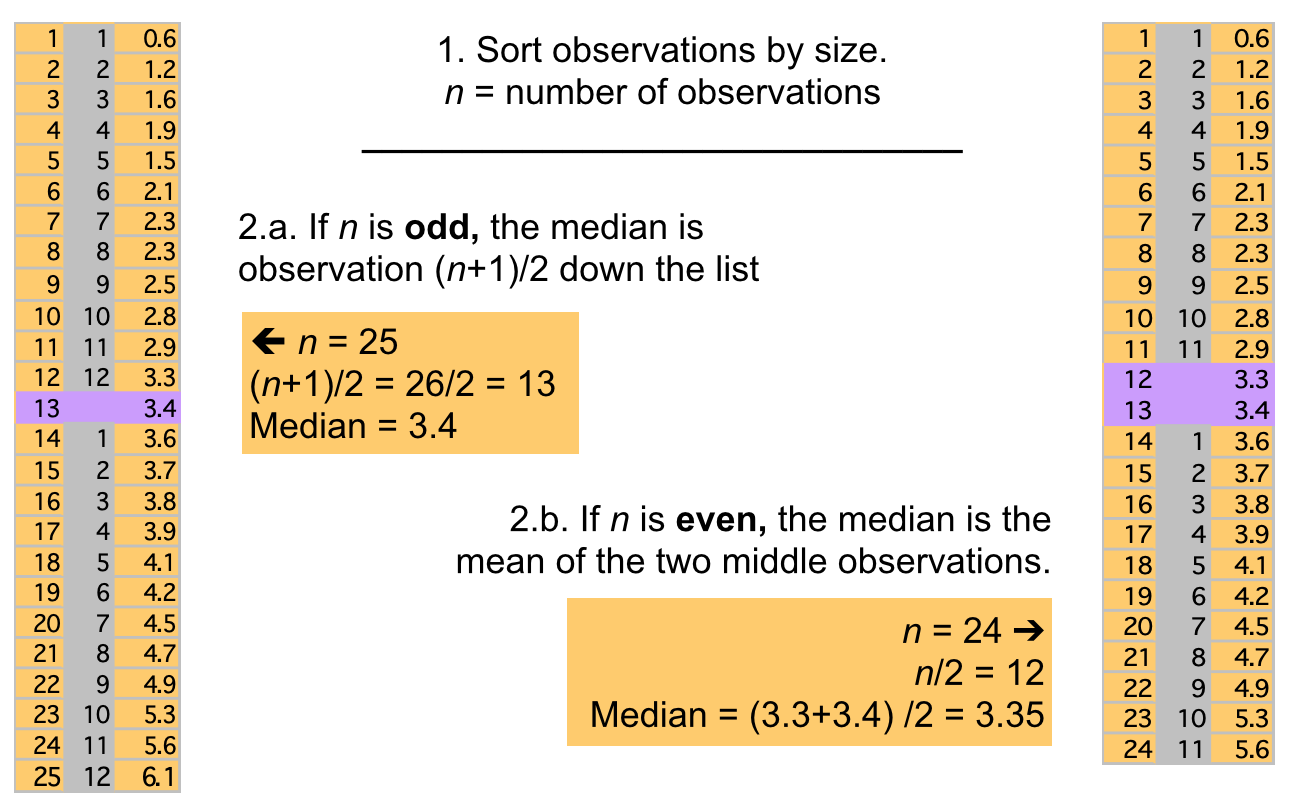 1 1 0.6
2 2 1.2
3 3 1.6
4 4 1.9
5 5 1.5
6 6 2.1
7 7 2.3
8 8 2.3
9 9 2.5
10 10 2.8
11 11 2.9
12 12 3.3
13 3.4
14 1 3.6
15 2 3.7
16 3 3.8
17 4 3.9
18 5 4.1
19 6 4.2
20 7 4.5
21 8 4.7
22 9 4.9
23 10 5.3
24 11 5.6
25 12 6.1
1. Sort observations by size.
n = number of observations
2.a. If n is odd, the median is
observation (n+1)/2 down the list
← n = 25
(n+1)/2 = 26/2 = 13
Median = 3.4
2.b. If n is even, the median is the
mean of the two middle observations.
n = 24 →
n/2 = 12
Median = (3.3+3.4) /2 = 3.35
1 1 0.6
2 2 1.2
3 3 1.6
4 4 1.9
5 5 1.5
6 6 2.1
7 7 2.3
8 8 2.3
9 9 2.5
10 10 2.8
11 11 2.9
12 3.3
13 3.4
14 1 3.6
15 2 3.7
16 3 3.8
17 4 3.9
18 5 4.1
19 6 4.2
20 7 4.5
21 8 4.7
22 9 4.9
23 10 5.3
24 11 5.6